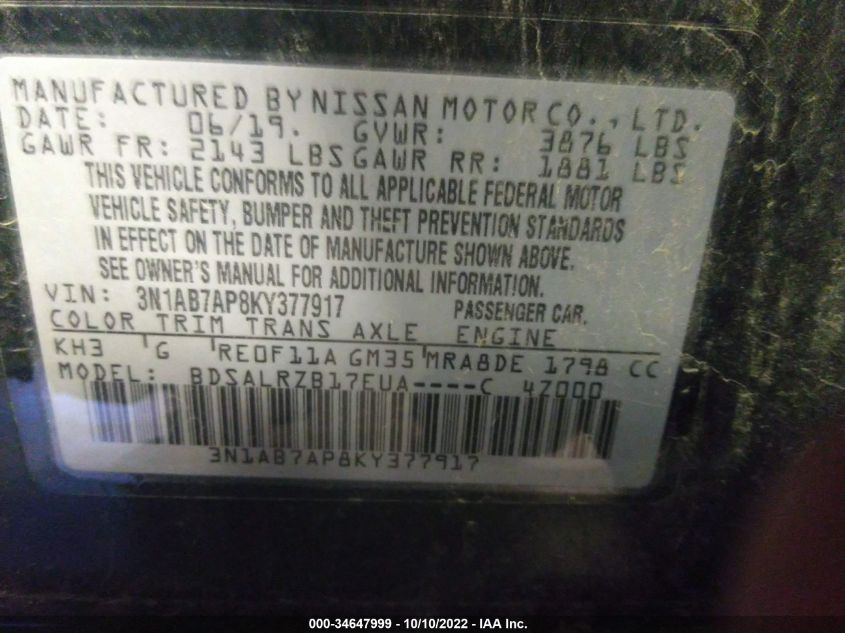 MANUFACTURED BY NISSAN MOTOR CO., LTD.
DATE: 06/19. GVWR: 3876 LBS
GAWR FR: 2143 LBS GAWR RR: 1881 LBS
THIS VEHICLE CONFORMS TO ALL APPLICABLE FEDERAL MOTOR
VEHICLE SAFETY, BUMPER AND THEFT PREVENTION STANDARDS
IN EFFECT ON THE DATE OF MANUFACTURE SHOWN ABOVE.
SEE OWNER'S MANUAL FOR ADDITIONAL INFORMATION.
VIN: 3N1AB7AP8KY377917 PASSENGER CAR.
COLOR TRIM TRANS AXLE ENGINE
KH3 'G 'RE0F11A GM35'MRA8DE 1798 CC
MODEL: BDSALRZB17EUA----C 4Z000
3N1AB7AP8KY377917
000-34647999 - 10/10/2022 - IAA Inc.